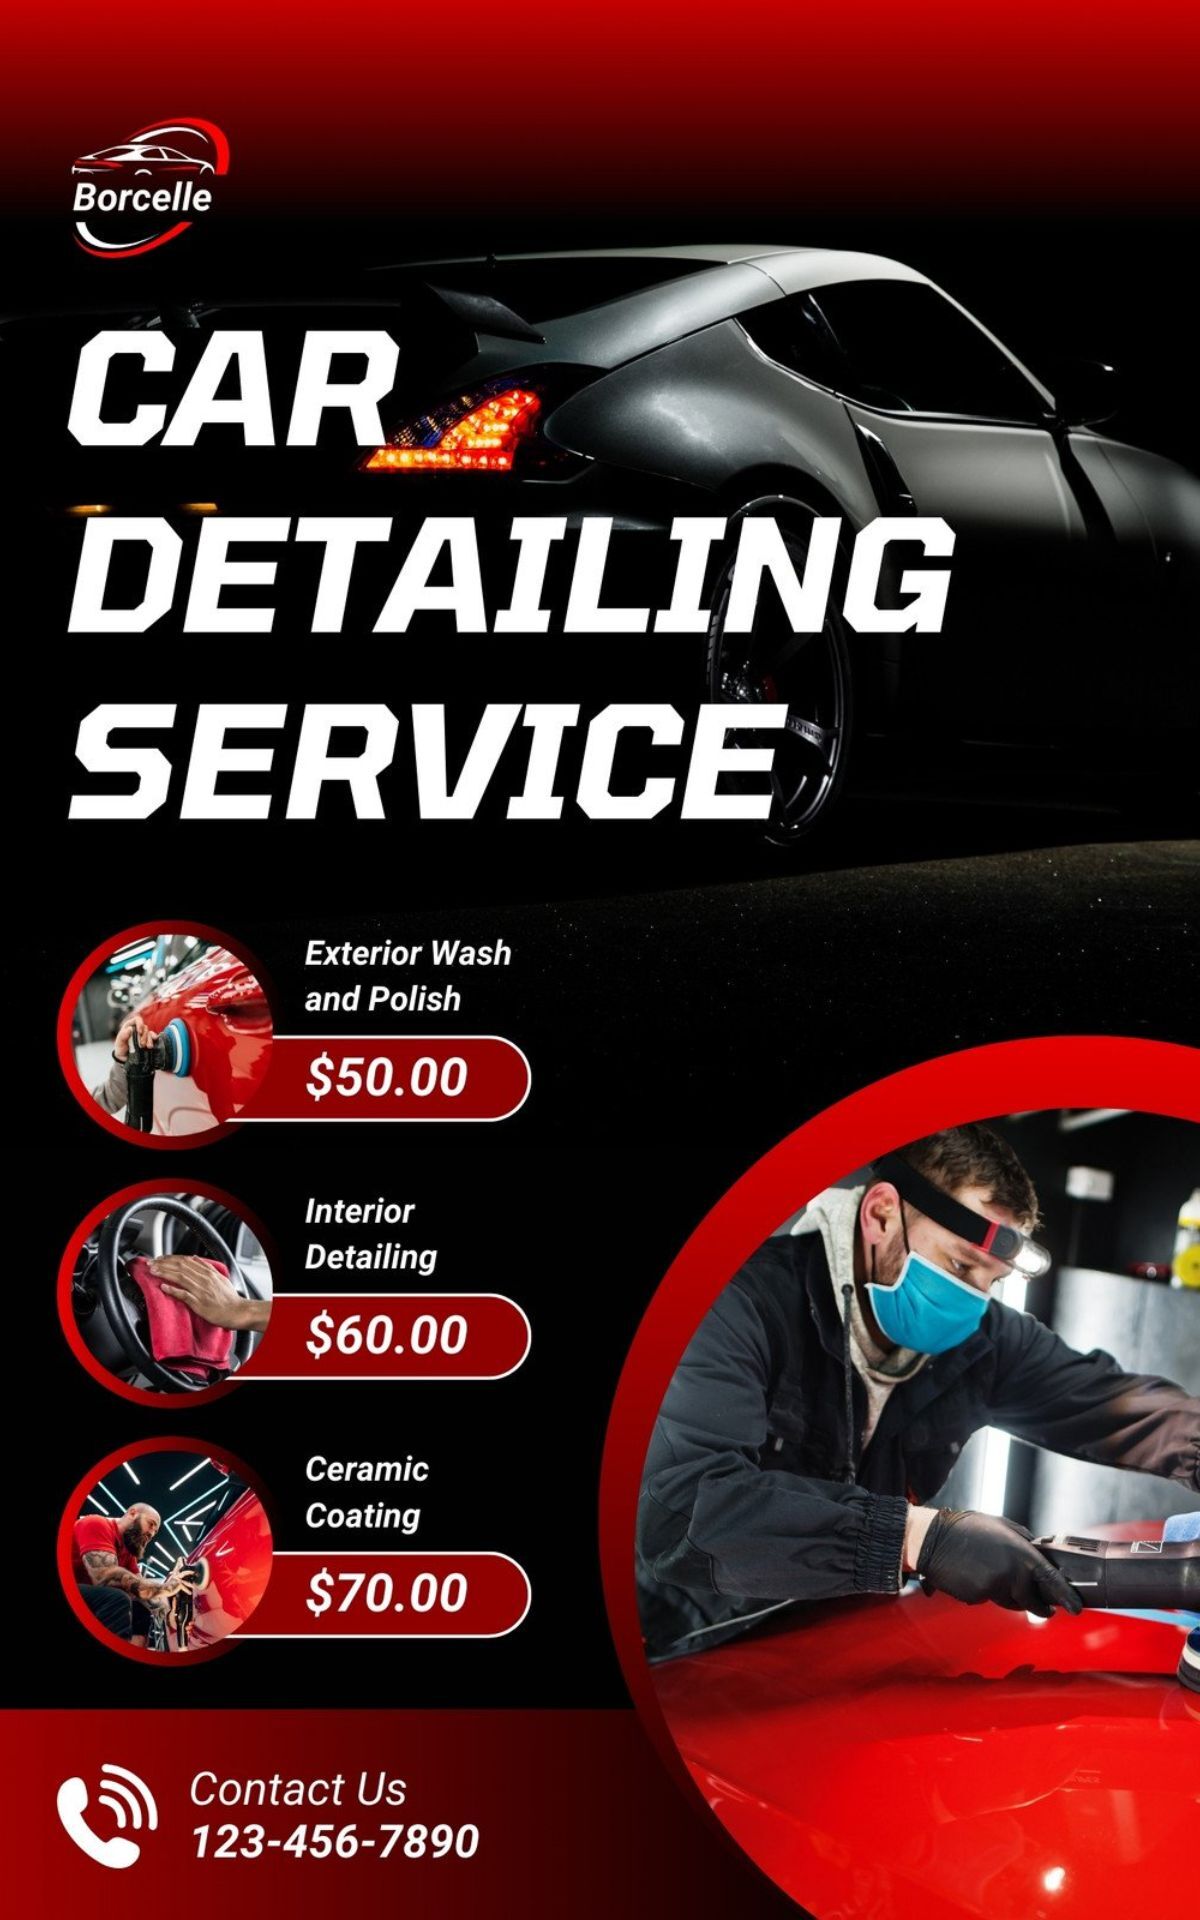 Borcelle
CAR
DETAILING
SERVICE
Exterior Wash
and Polish
$50.00
Interior
Detailing
$60.00
Ceramic
Coating
$70.00
Contact Us
123-456-7890